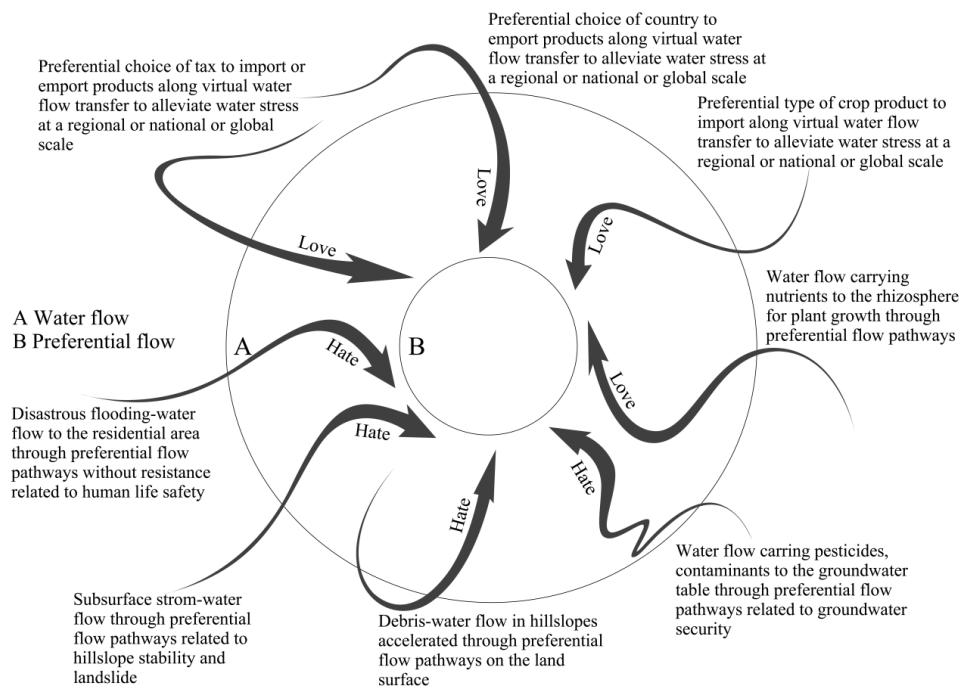 Preferential choice of country to
emport products along virtual water
flow transfer to alleviate water stress at
a regional or national or global scale
Preferential choice of tax to import or
emport products along virtual water
flow transfer to alleviate water stress
at a regional or national or global
scale
Preferential type of crop product to
import along virtual water flow
transfer to alleviate water stress at a
regional or national or global scale
Love
Love
Love
Water flow carrying
nutrients to the rhizosphere
for plant growth through
preferential flow pathways
A Water flow
B Preferential flow
A
B
Hate
Love
Disastrous flooding-water
flow to the residential area
through preferential flow
pathways without resistance
related to human life safety
Hate
Hate
Hate
Water flow carring pesticides,
contaminants to the groundwater
table through preferential flow
pathways related to groundwater
security
Subsurface strom-water
flow through preferential
flow pathways related to
hillslope stability and
landslide
Debris-water flow in hillslopes
accelerated through preferential
flow pathways on the land
surface